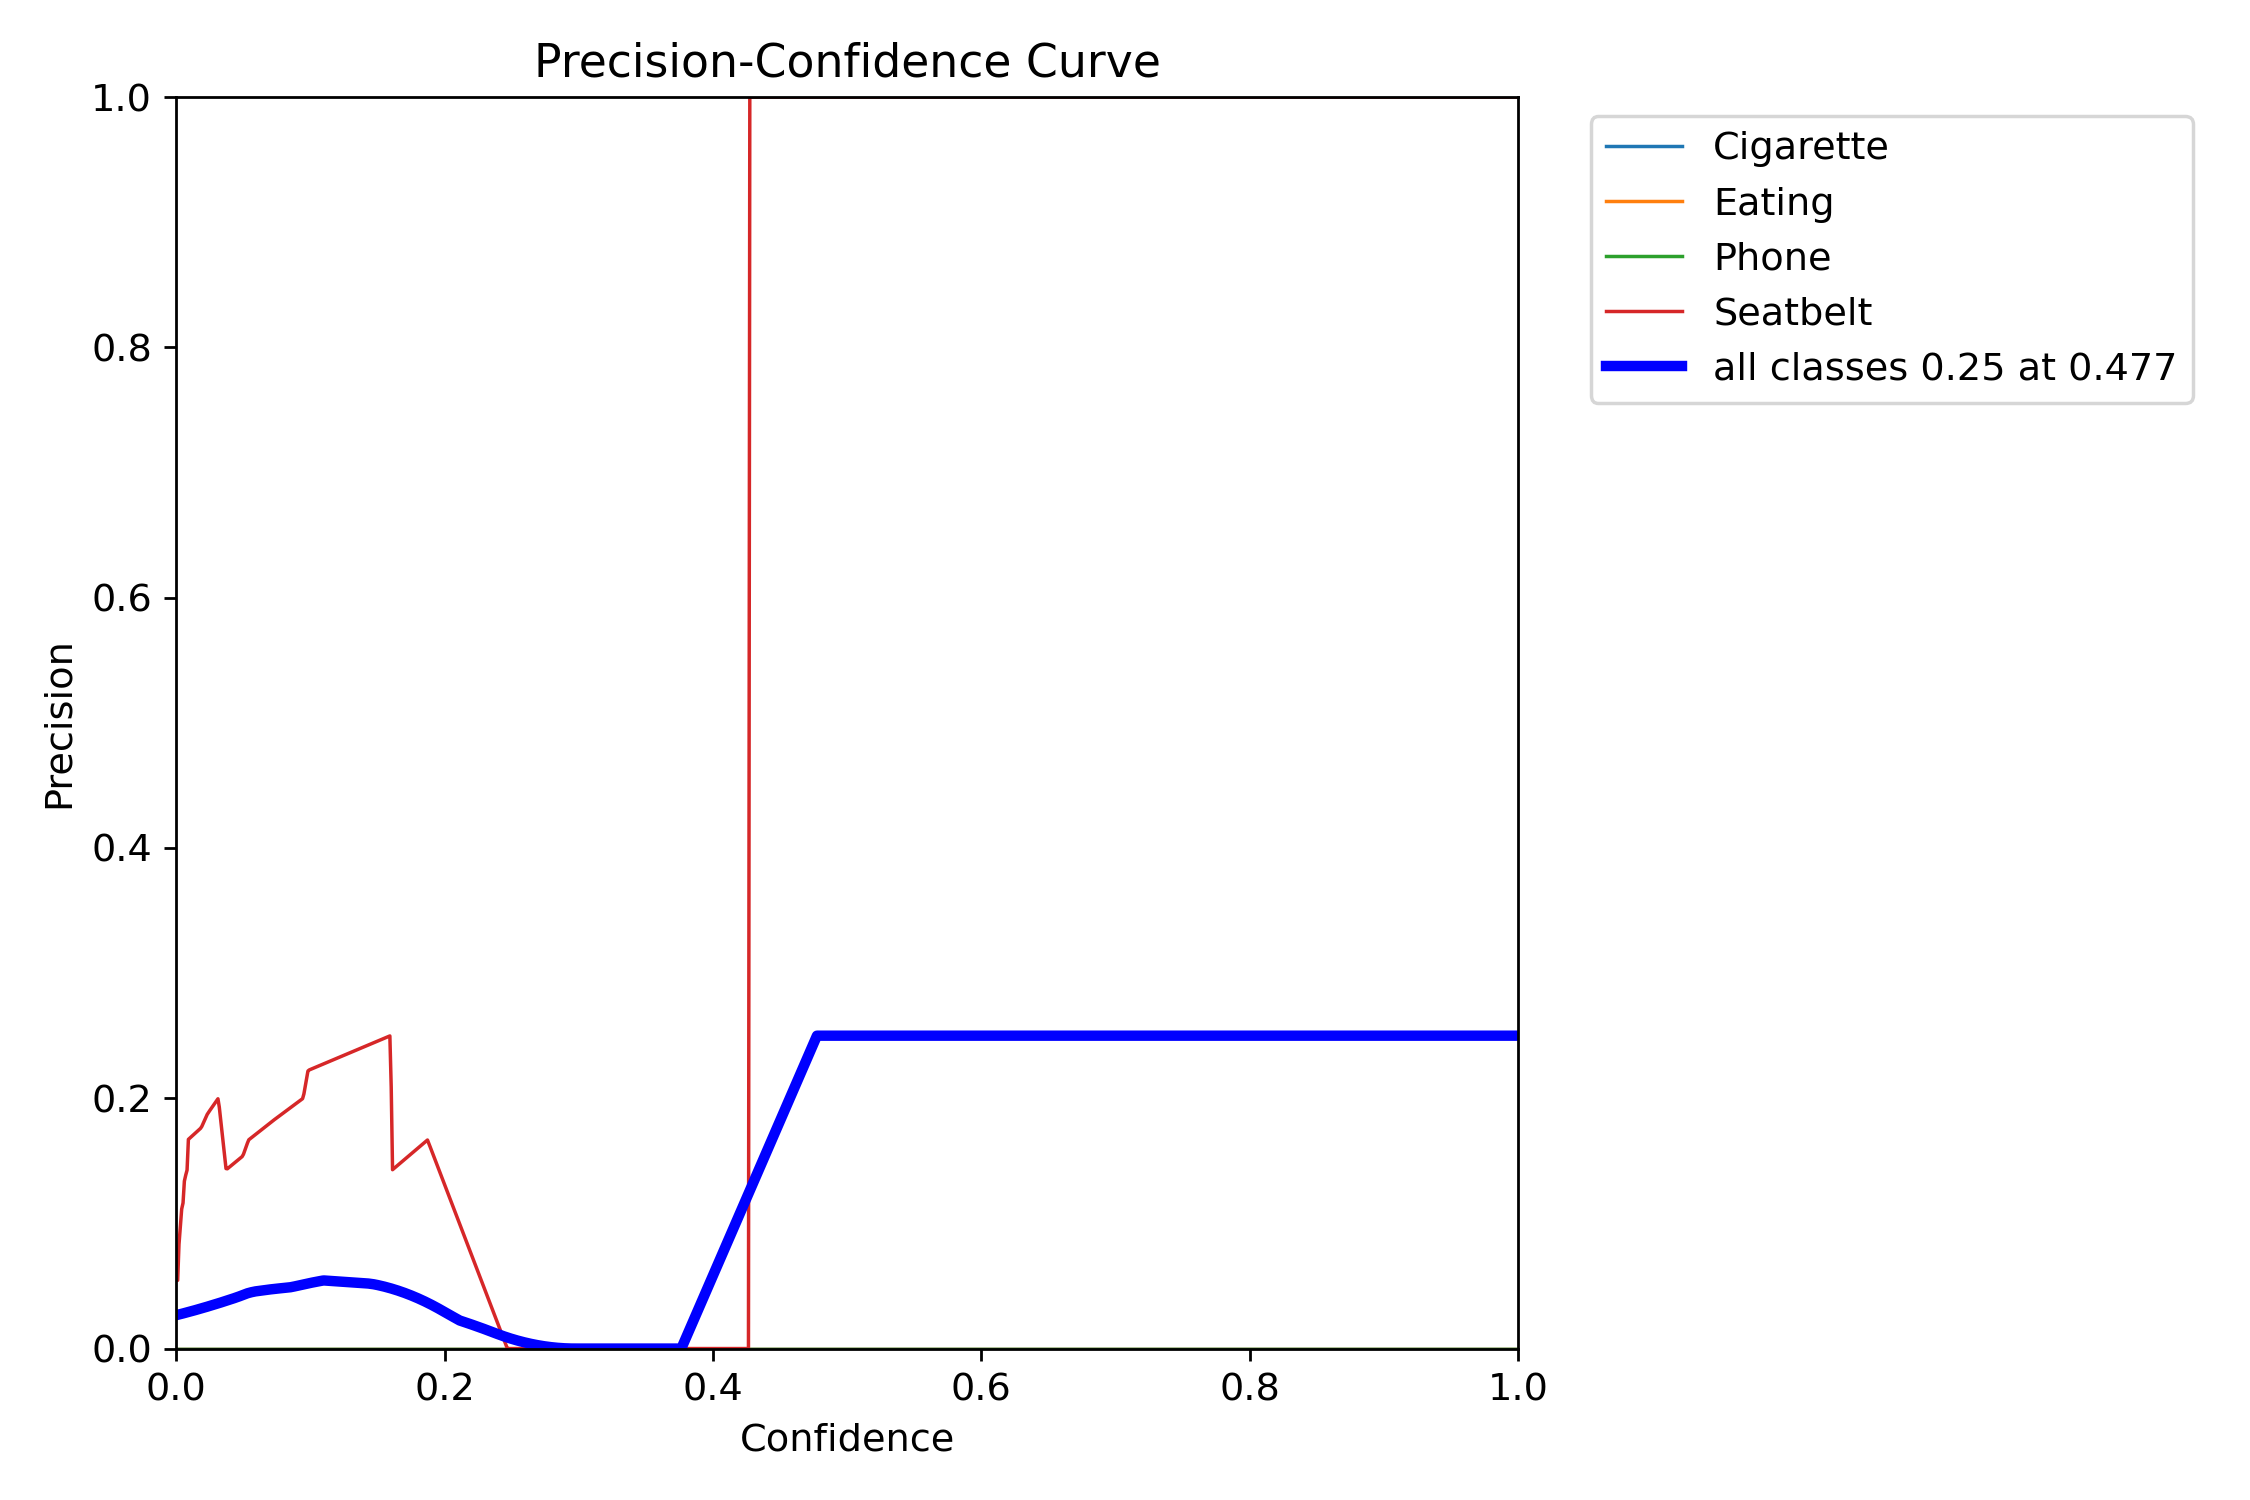 Precision-Confidence Curve
1.0
0.8
0.6
0.4
0.2
0.0
Precision
0.0
0.2
0.4
0.6
0.8
1.0
Confidence
Cigarette
Eating
Phone
Seatbelt
all classes 0.25 at 0.477